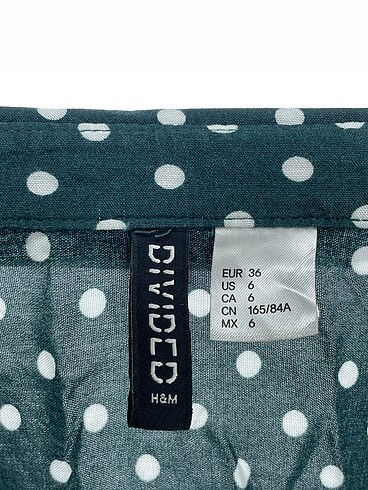 DIVIDED
H&M
EUR 36
US 6
CA 6
CN 165/84A
MX 6